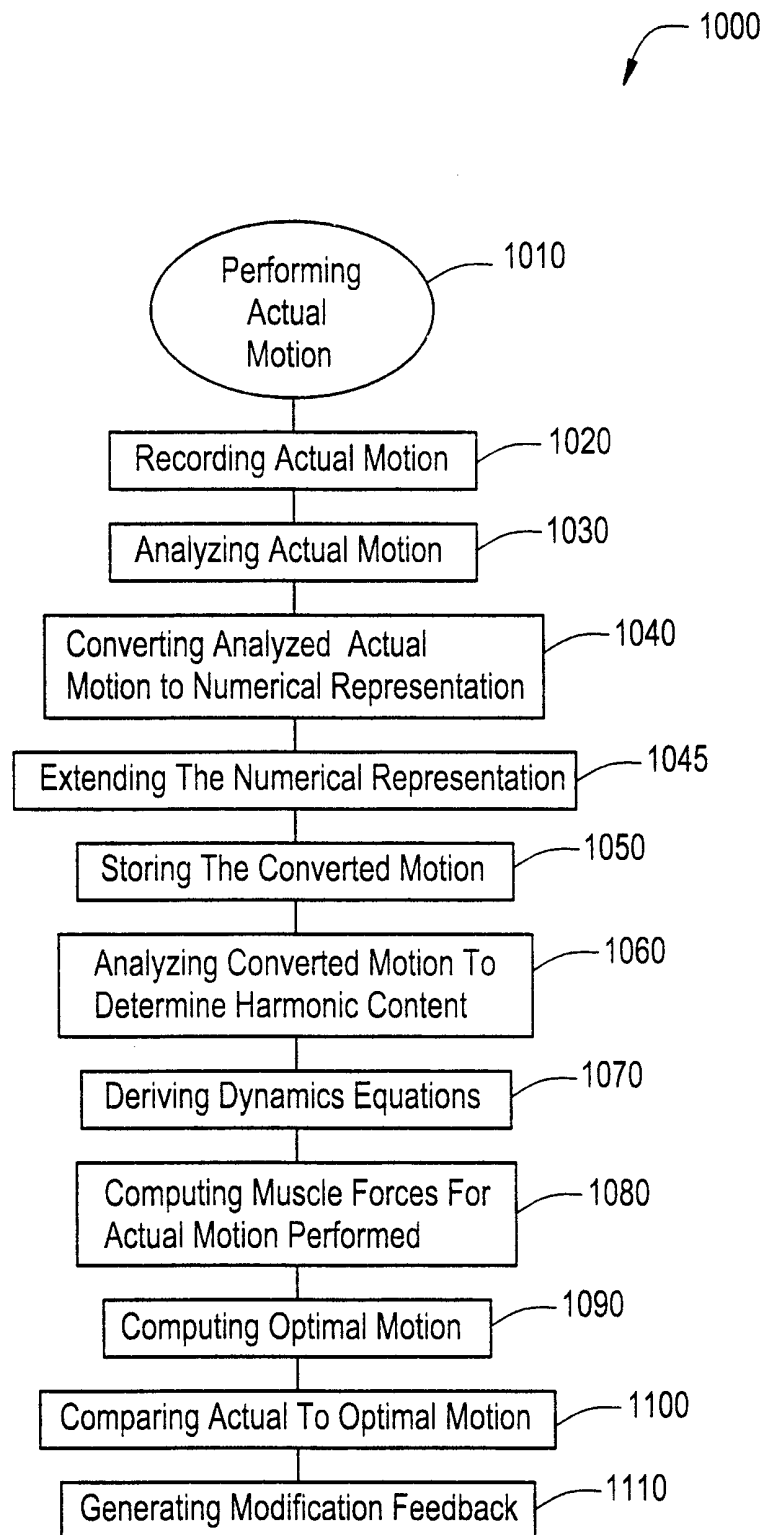 1000
Performing
Actual
Motion
1010
Recording Actual Motion
1020
Analyzing Actual Motion
1030
Converting Analyzed Actual
Motion to Numerical Representation
1040
Extending The Numerical Representation
1045
Storing The Converted Motion
1050
Analyzing Converted Motion To
Determine Harmonic Content
1060
Deriving Dynamics Equations
1070
Computing Muscle Forces For
Actual Motion Performed
1080
Computing Optimal Motion
1090
Comparing Actual To Optimal Motion
1100
Generating Modification Feedback
1110